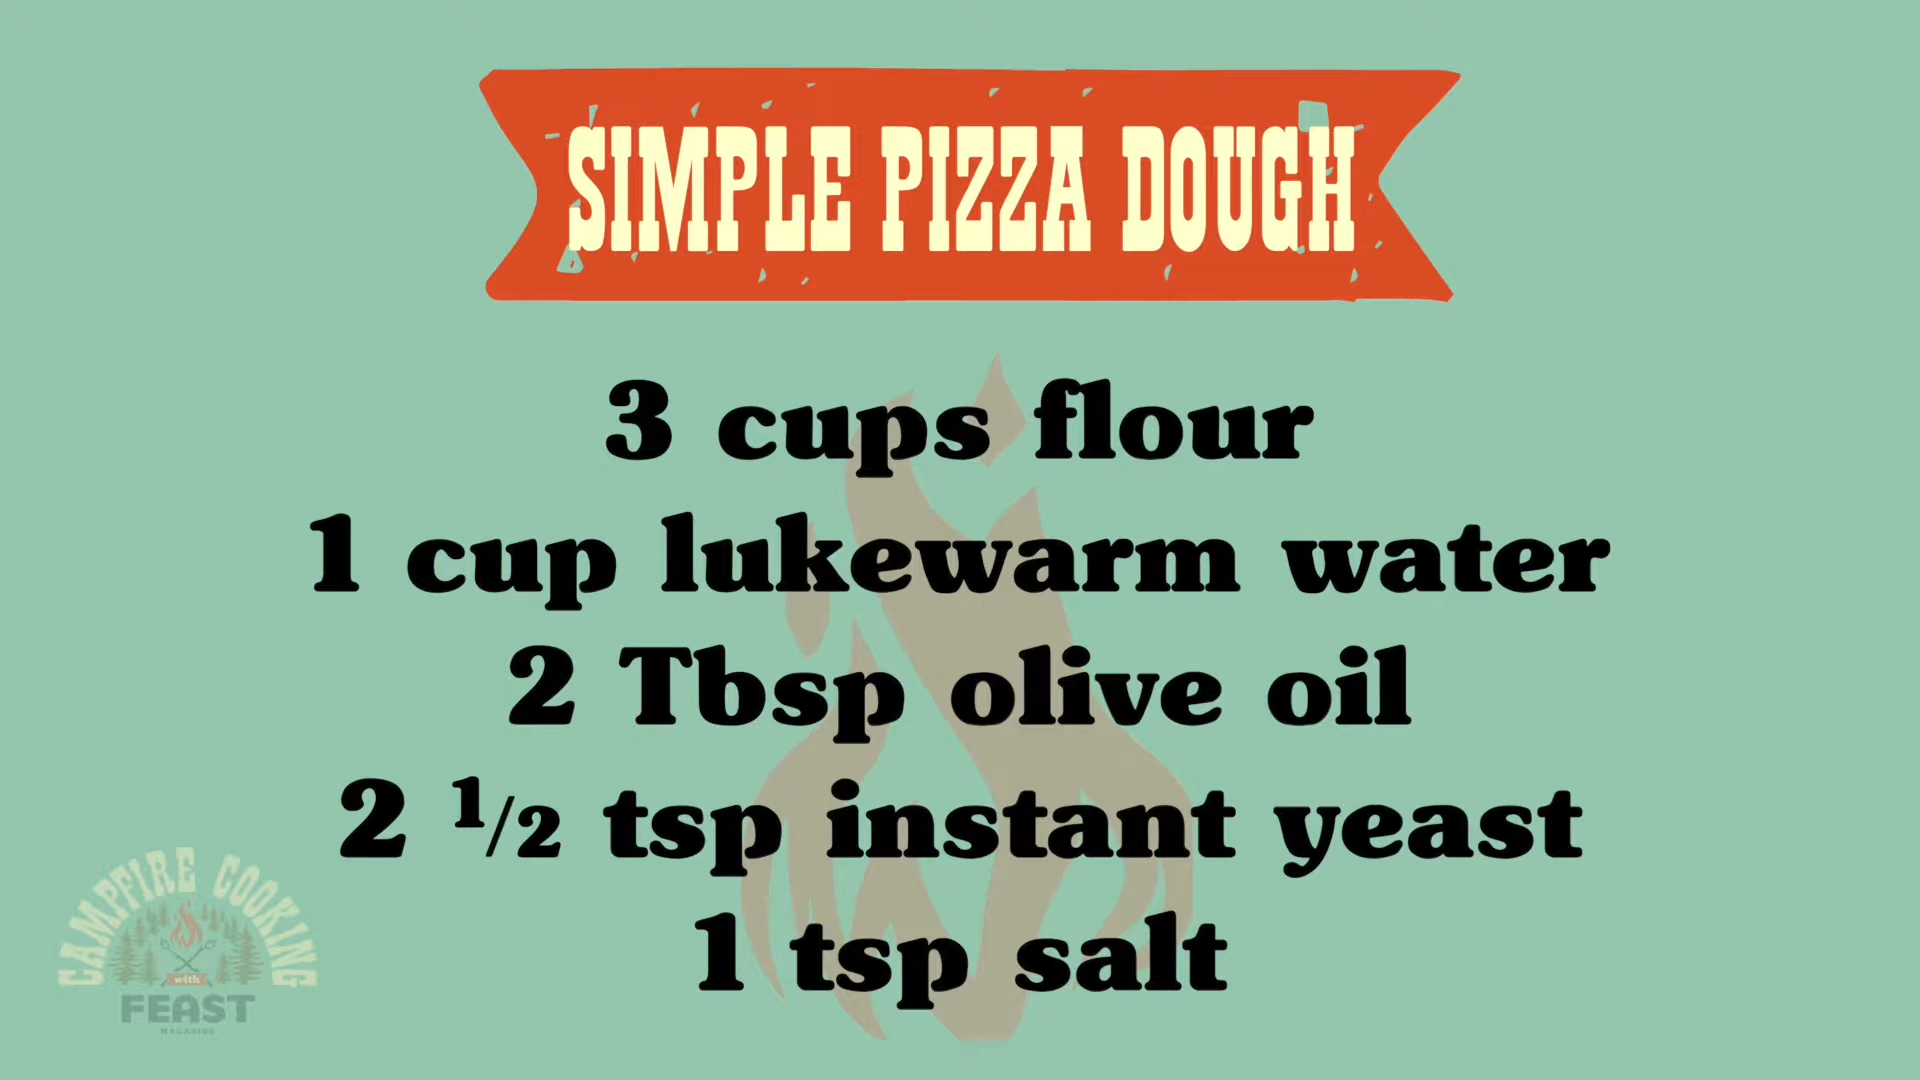 SIMPLE PIZZA DOUGH
3 cups flour
1 cup lukewarm water
2 Tbsp olive oil
2 ½ tsp instant yeast
1 tsp salt
CAMPFIRE COOKING
with
FEAST
MAGAZINE